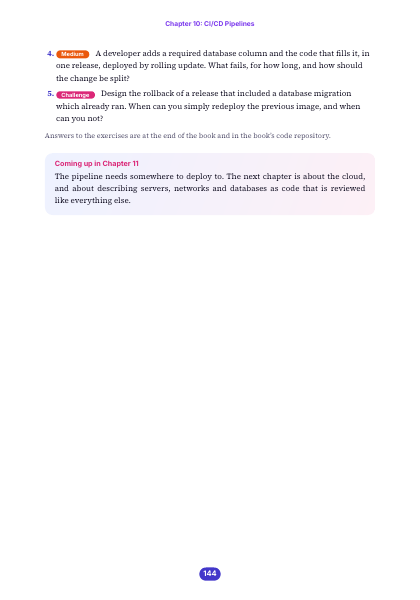 Chapter 10: CI/CD Pipelines
4. Medium A developer adds a required database column and the code that fills it, in
one release, deployed by rolling update. What fails, for how long, and how should
the change be split?
5. Challenge Design the rollback of a release that included a database migration
which already ran. When can you simply redeploy the previous image, and when
can you not?
Answers to the exercises are at the end of the book and in the book's code repository.
Coming up in Chapter 11
The pipeline needs somewhere to deploy to. The next chapter is about the cloud,
and about describing servers, networks and databases as code that is reviewed
like everything else.
144